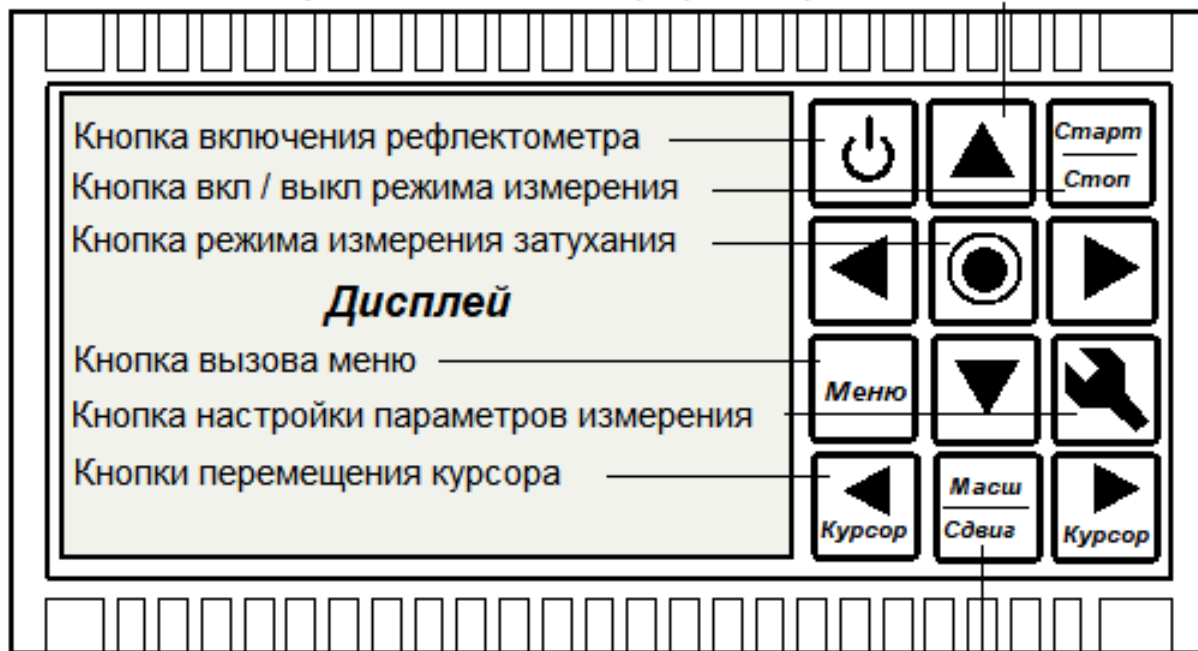 Кнопка включения рефлектометра
Кнопка вкл / выкл режима измерения
Кнопка режима измерения затухания
Дисплей
Кнопка вызова меню
Кнопка настройки параметров измерения
Кнопки перемещения курсора
Старт
Стоп
Меню
Курсор
Масш
Сдвиг
Курсор